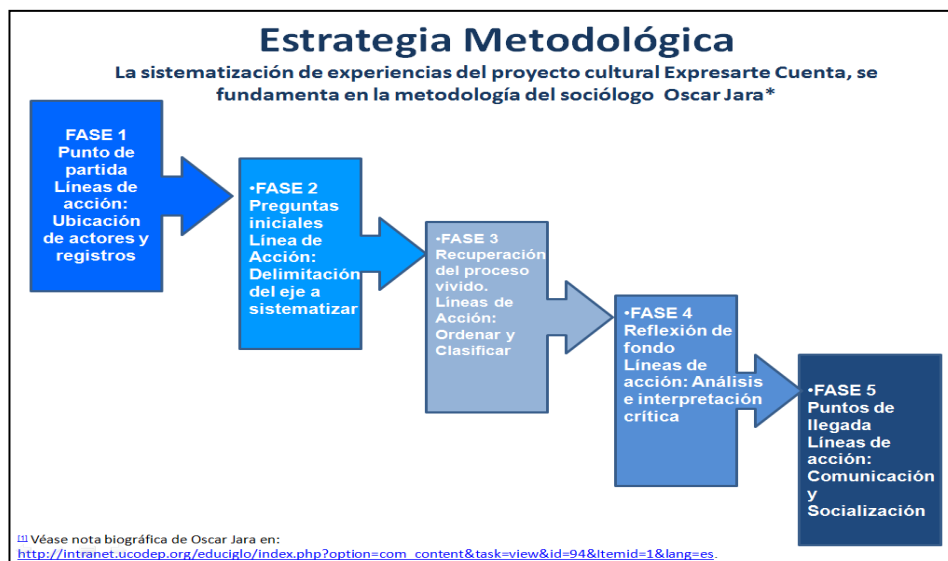 Estrategia Metodológica
La sistematización de experiencias del proyecto cultural Expresarte Cuenta, se
fundamenta en la metodología del sociólogo Oscar Jara*
FASE 1
Punto de
partida
Líneas de
acción:
Ubicación
de actores y
registros
•FASE 2
Preguntas
iniciales
Línea de
Acción:
Delimitación
del eje a
sistematizar
•FASE 3
Recuperación
del proceso
vivido.
Líneas de
Acción:
Ordenar y
Clasificar
•FASE 4
Reflexión de
fondo
Líneas de
acción: Análisis
e interpretación
crítica
•FASE 5
Puntos de
llegada
Líneas de
acción:
Comunicación
y
Socialización
[1] Véase nota biográfica de Oscar Jara en:
http://intranet.ucodep.org/educiglo/index.php?option=com_content&task=view&id=94&Itemid=1&lang=es.